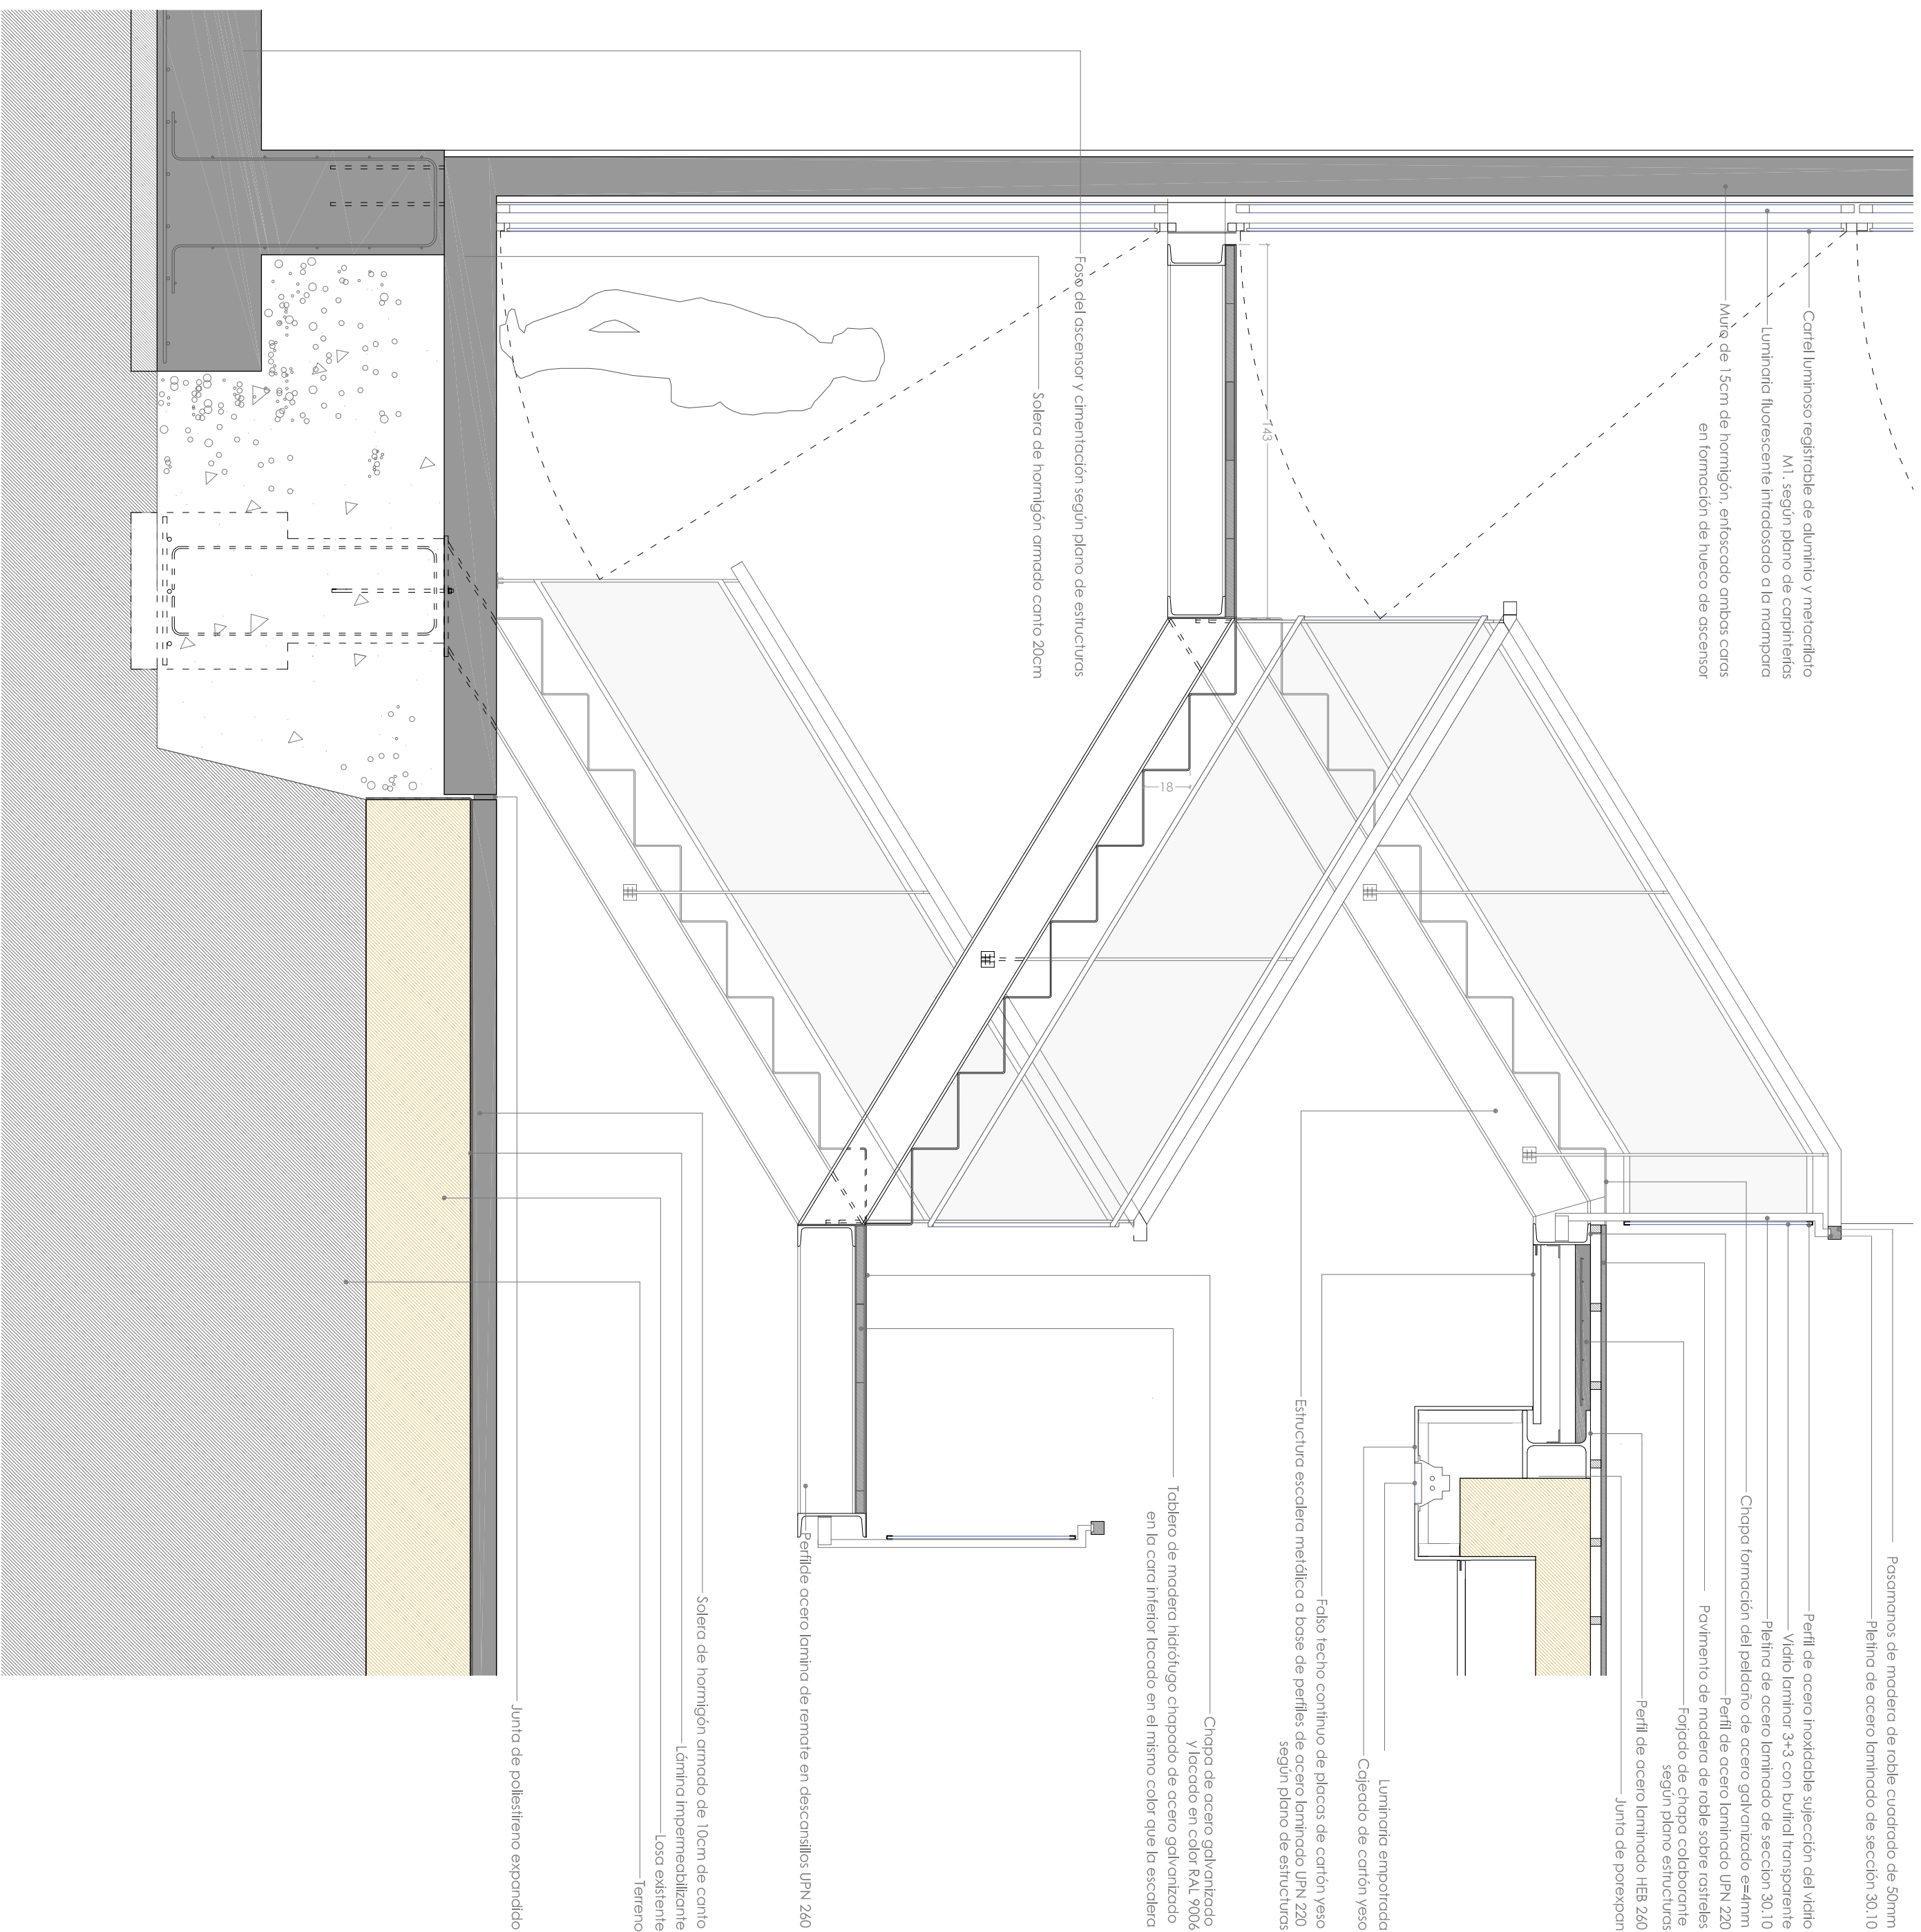 Pasamanos de madera de roble cuadrado de 50mm
Pletina de acero laminado de sección 30.10
Perfil de acero inoxidable sujección del vidrio
Vidrio laminar 3+3 con butiral transparente
Pletina de acero laminado de seccion 30.10
Chapa formación del peldaño de acero galvanizado e=4mm
Perfil de acero laminado UPN 220
Pavimento de madera de roble sobre rastreles
Forjado de chapa colaborante
según plano estructuras
Perfil de acero laminado HEB 260
Junta de porexpan
Luminaria empotrada
Cajeado de cartón yeso
Falso techo continuo de placas de cartón yeso
Estructura escalera metálica a base de perfiles de acero laminado UPN 220
según plano de estructuras
Chapa de acero galvanizado
y lacado en color RAL 9006
Tablero de madera hidrófugo chapado de acero galvanizado
en la cara inferior lacado en el mismo color que la escalera
Perfilde acero lamina de remate en descansillos UPN 260
Solera de hormigón armado de 10cm de canto
Lámina impermeabilizante
Losa existente
Terreno
Junta de poliestireno expandido
Cartel luminoso registrable de aluminio y metacrilato
M1. según plano de carpinterías
Luminaria fluorescente intradosado a la mampara
Muro de 15cm de hormigón, enfoscado ambas caras
en formación de hueco de ascensor
143
18
Foso del ascensor y cimentación según plano de estructuras
Solera de hormigón armado canto 20cm